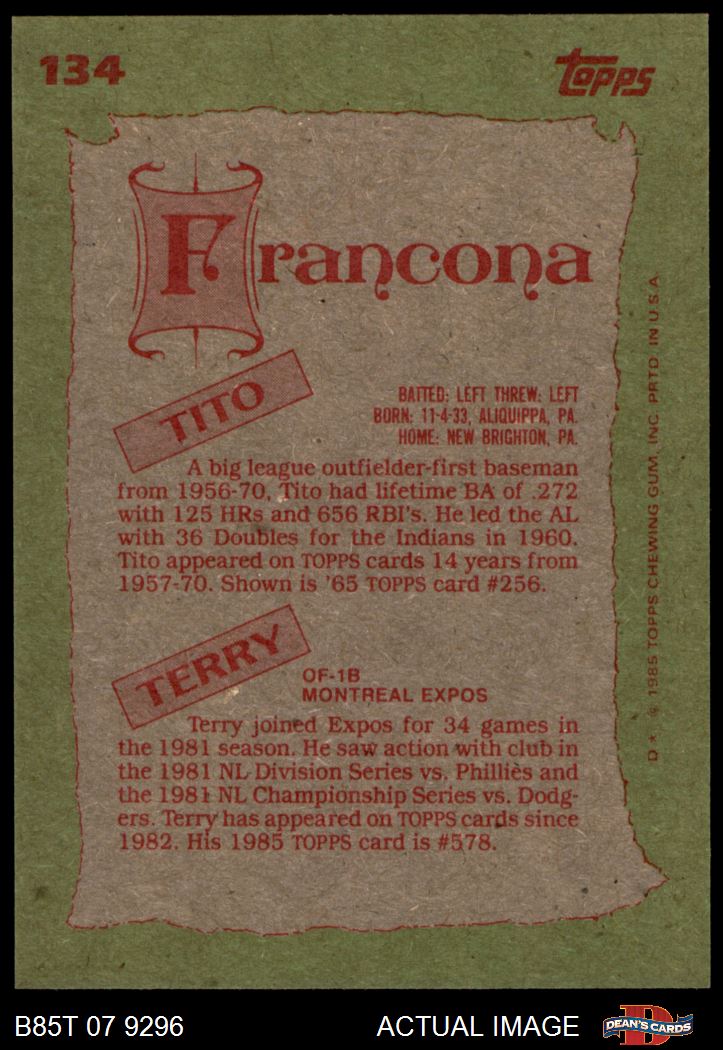 134
TOPPS
Francona
TITO
BATTED: LEFT THREW: LEFT
BORN: 11-4-33, ALIQUIPPA, PA.
HOME: NEW BRIGHTON, PA.
A big league outfielder-first baseman
from 1956-70, Tito had lifetime BA of .272
with 125 HRs and 656 RBI's. He led the AL
with 36 Doubles for the Indians in 1960.
Tito appeared on TOPPS cards 14 years from
1957-70. Shown is '65 TOPPS card #256.
TERRY
OF-1B
MONTREAL EXPOS
Terry joined Expos for 34 games in
the 1981 season. He saw action with club in
the 1981 NL Division Series vs. Phillies and
the 1981 NL Championship Series vs. Dodg-
ers. Terry has appeared on TOPPS cards since
1982. His 1985 TOPPS card is #578.
D* © 1985 TOPPS CHEWING GUM, INC. PRTD. IN U.S.A.
B85T 07 9296
ACTUAL IMAGE
D
DEAN'S CARDS